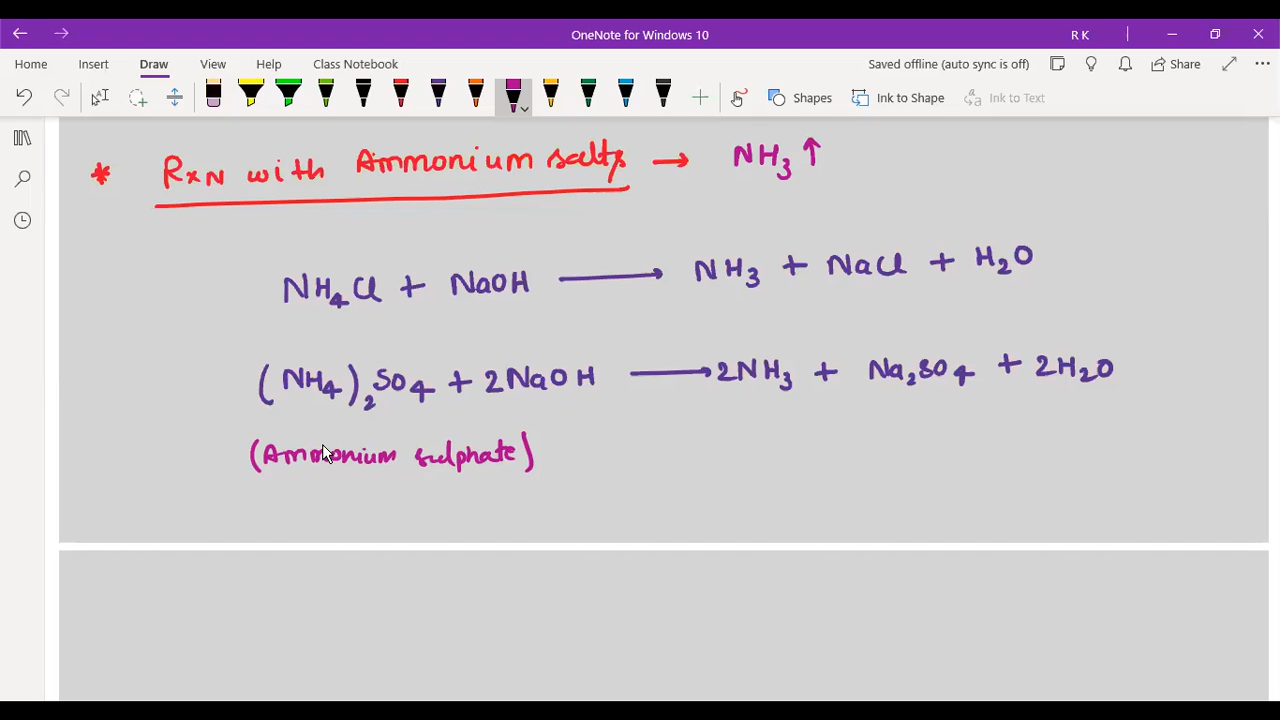 OneNote for Windows 10
R K
Home Insert Draw View Help Class Notebook
Saved offline (auto sync is off) Share
Shapes Ink to Shape Ink to Text
* RxN with Ammonium salts → NH₃↑
NH₄Cl + NaOH ⟶ NH₃ + NaCl + H₂O
(NH₄)₂SO₄ + 2NaOH ⟶ 2NH₃ + Na₂SO₄ + 2H₂O
(Ammonium sulphate)